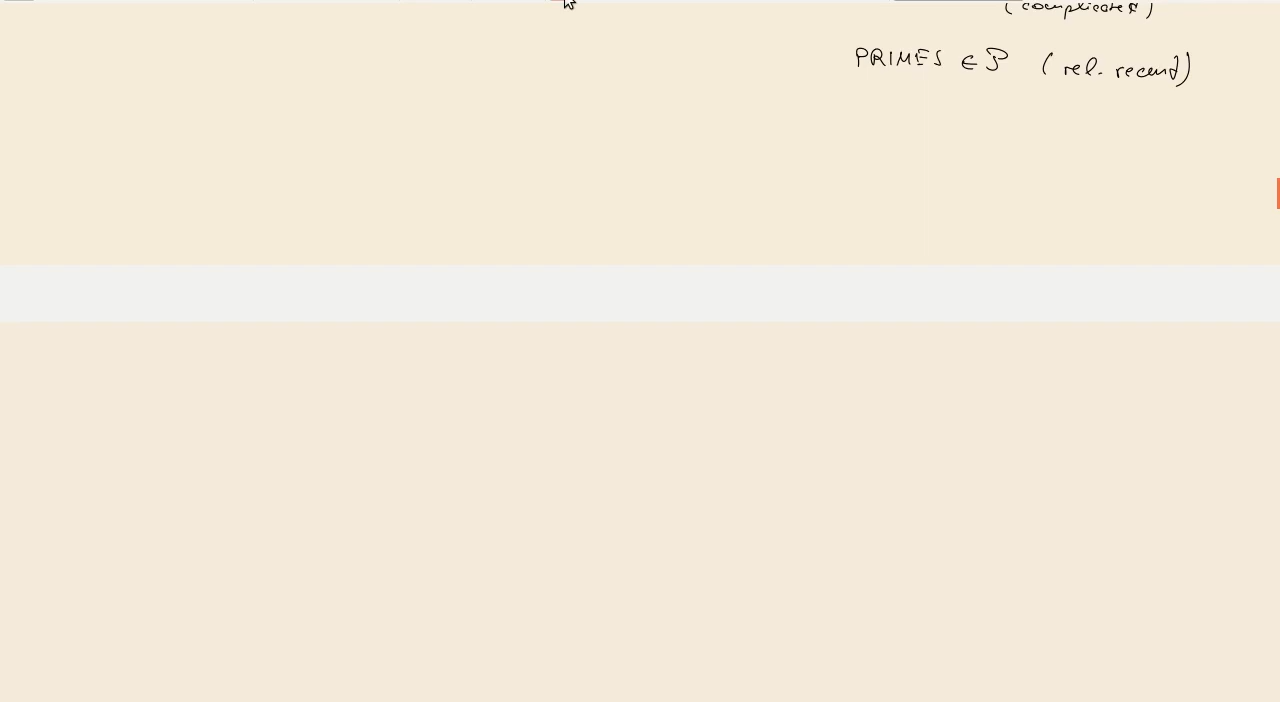 (complicated)
PRIMES ∈ P (rel. recent)